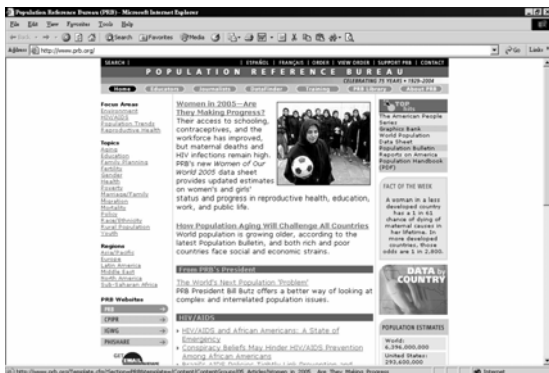 Population Reference Bureau (PRB) - Microsoft Internet Explorer
File Edit View Favorites Tools Help
Search Favorites Media
Address http://www.prb.org/ Go Links
SEARCH | | ESPAÑOL | FRANÇAIS | ORDER | VIEW ORDER | SUPPORT PRB | CONTACT
POPULATION REFERENCE BUREAU
CELEBRATING 75 YEARS • 1929-2004
Home Educators Journalists DataFinder Training PRB Library About PRB
Focus Areas
Environment
HIV/AIDS
Population Trends
Reproductive Health
Topics
Aging
Education
Family Planning
Fertility
Gender
Health
Poverty
Marriage/Family
Migration
Mortality
Policy
Race/Ethnicity
Rural Population
Youth
Regions
Asia/Pacific
Europe
Latin America
Middle East
North America
Sub-Saharan Africa
PRB Websites
PRB
CPIPR
IGWG
PHISHARE
GET EMAIL
Women in 2005—Are
They Making Progress?
Their access to schooling,
contraceptives, and the
workforce has improved,
but maternal deaths and
HIV infections remain high.
PRB's new Women of Our
World 2005 data sheet
provides updated estimates
on women's and girls'
status and progress in reproductive health, education,
work, and public life.
How Population Aging Will Challenge All Countries
World population is growing older, according to the
latest Population Bulletin, and both rich and poor
countries face social and economic strains.
From PRB's President
The World's Next Population 'Problem'
PRB President Bill Butz offers a better way of looking at
complex and interrelated population issues.
HIV/AIDS
HIV/AIDS and African Americans: A State of
Emergency
Conspiracy Beliefs May Hinder HIV/AIDS Prevention
Among African Americans
TOP
hits
The American People
Series
Graphics Bank
World Population
Data Sheet
Population Bulletin
Reports on America
Population Handbook
(PDF)
FACT OF THE WEEK
A woman in a less
developed country
has a 1 in 61
chance of dying of
maternal causes in
her lifetime. In
more developed
countries, those
odds are 1 in 2,800.
DATA by
COUNTRY
POPULATION ESTIMATES
World:
6,396,000,000
United States:
293,600,000
Internet